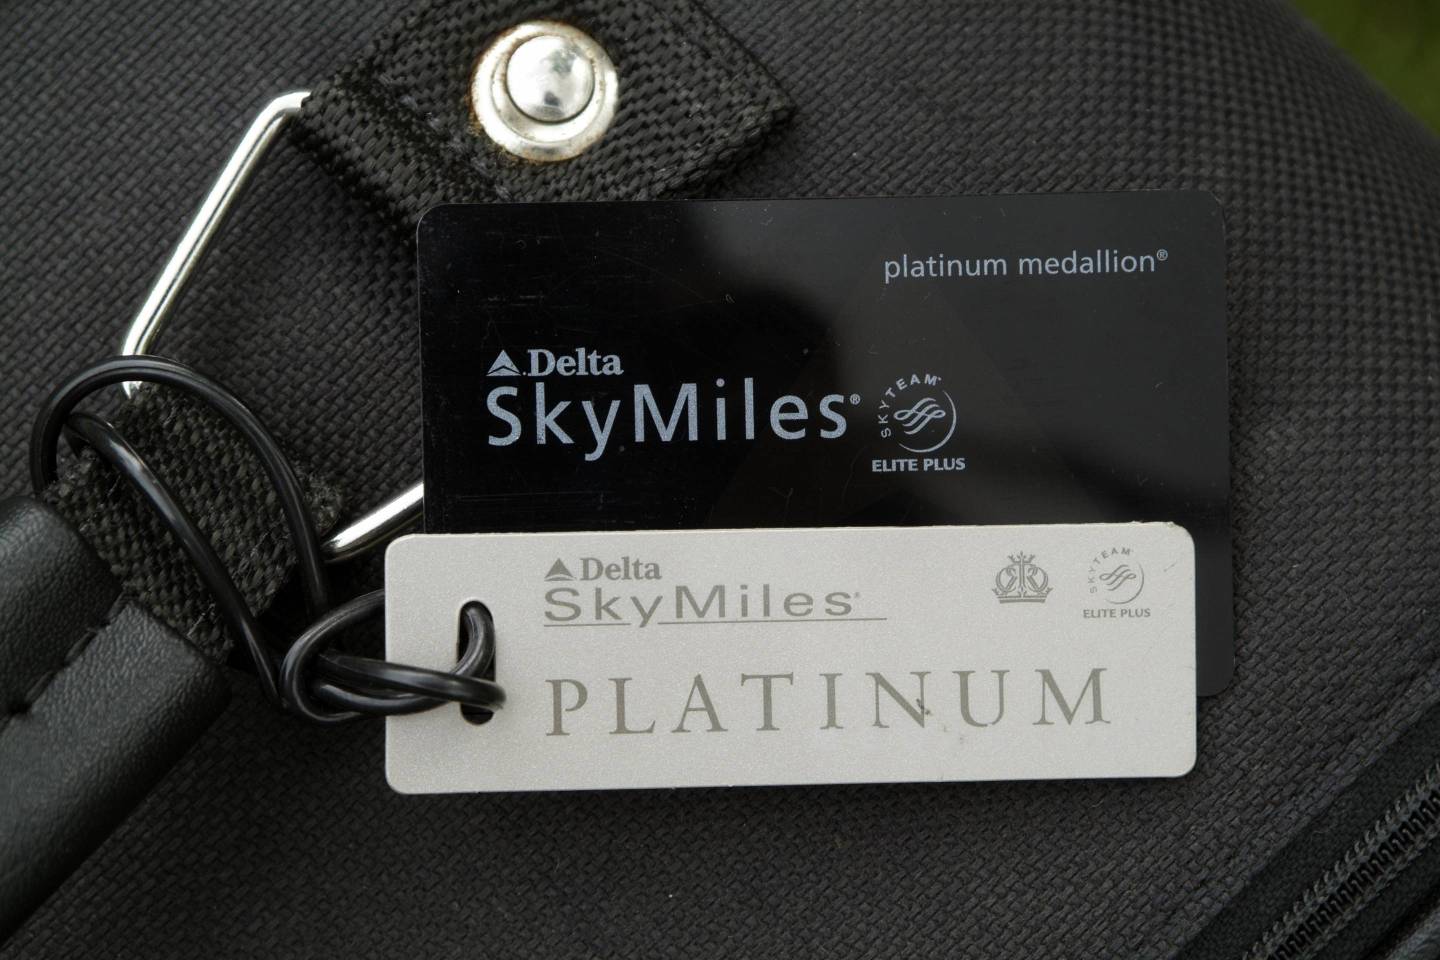 platinum medallion®
Delta
SkyMiles®
SKYTEAM
ELITE PLUS
Delta
SkyMiles®
SKYTEAM
ELITE PLUS
PLATINUM